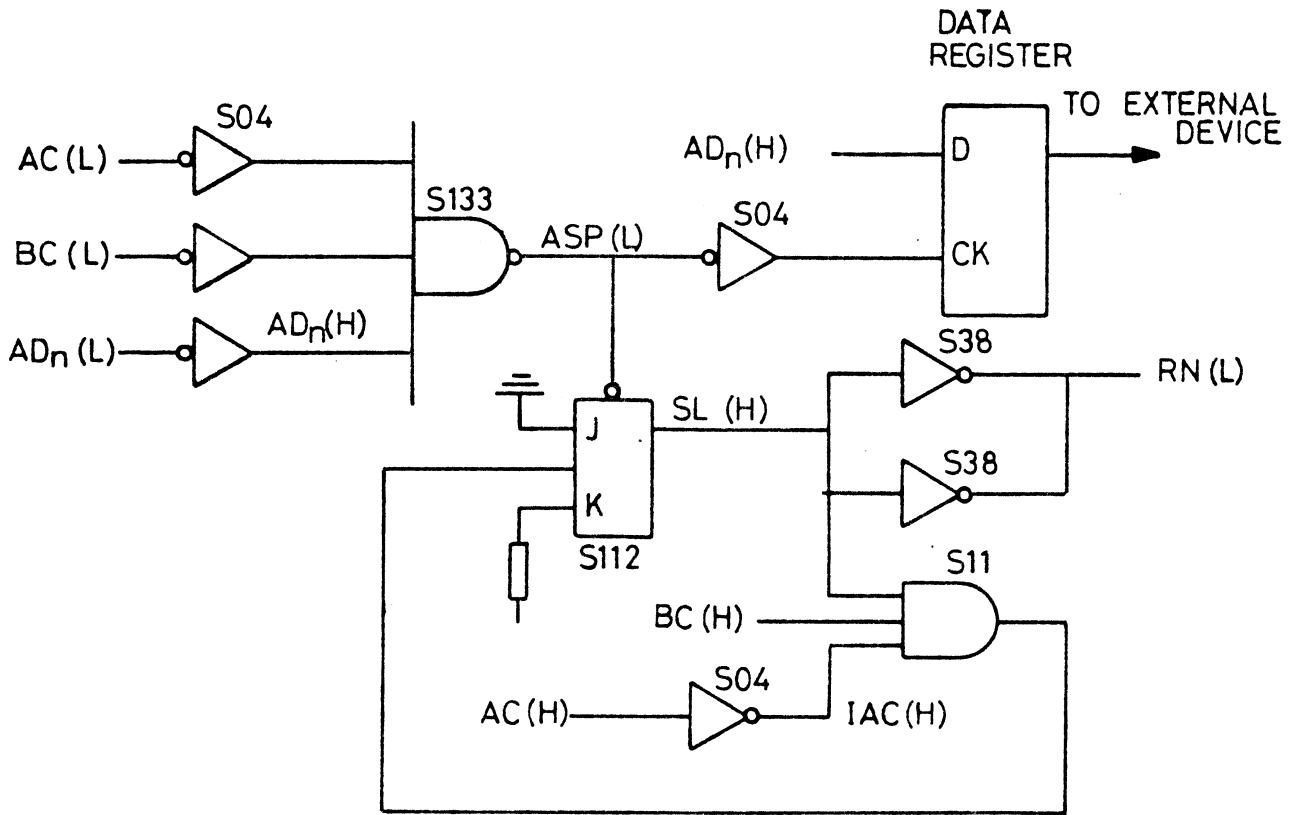 DATA
REGISTER
TO EXTERNAL
DEVICE
S04
AC(L)
S133
AD_n(H)
D
S04
BC(L)
ASP(L)
CK
AD_n(H)
AD_n(L)
S38
RN(L)
J
SL (H)
S38
K
S112
S11
BC(H)
S04
AC(H)
IAC(H)